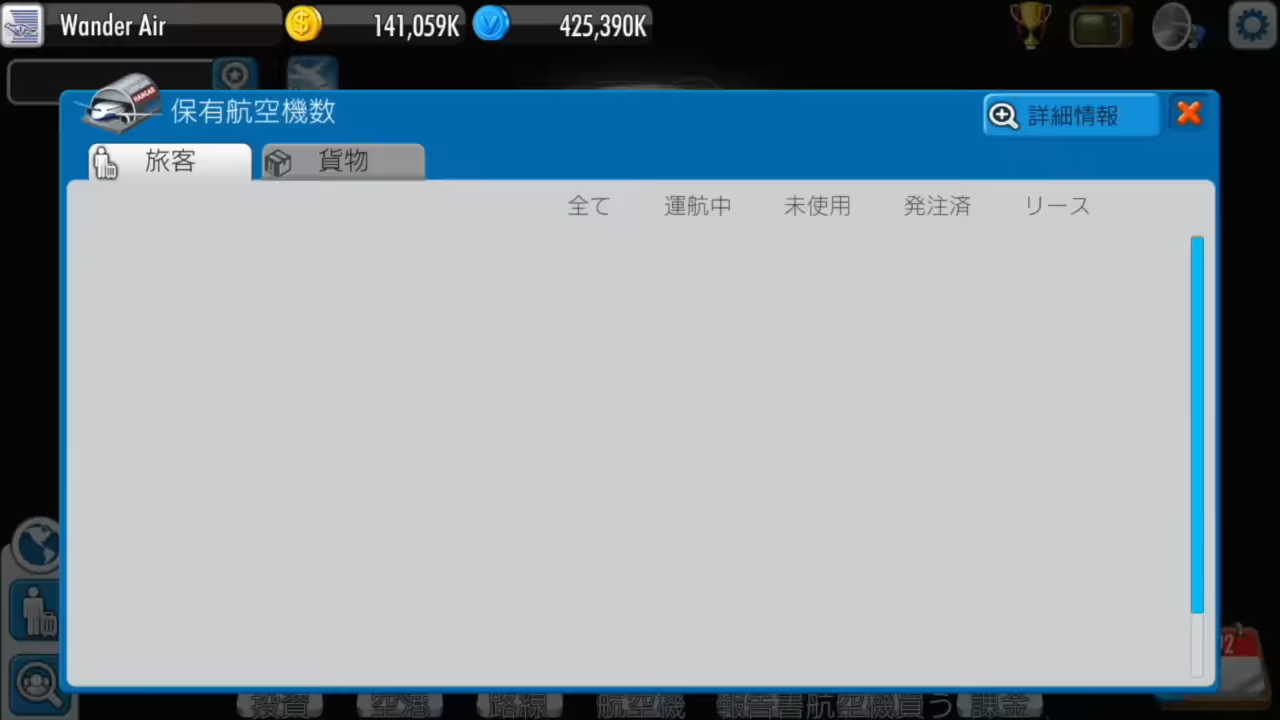 Wander Air 141,059K 425,390K
HANGAR
保有航空機数 詳細情報
旅客 貨物
全て 運航中 未使用 発注済 リース
投資 空港 路線 航空機 報告書 航空機買う 課金